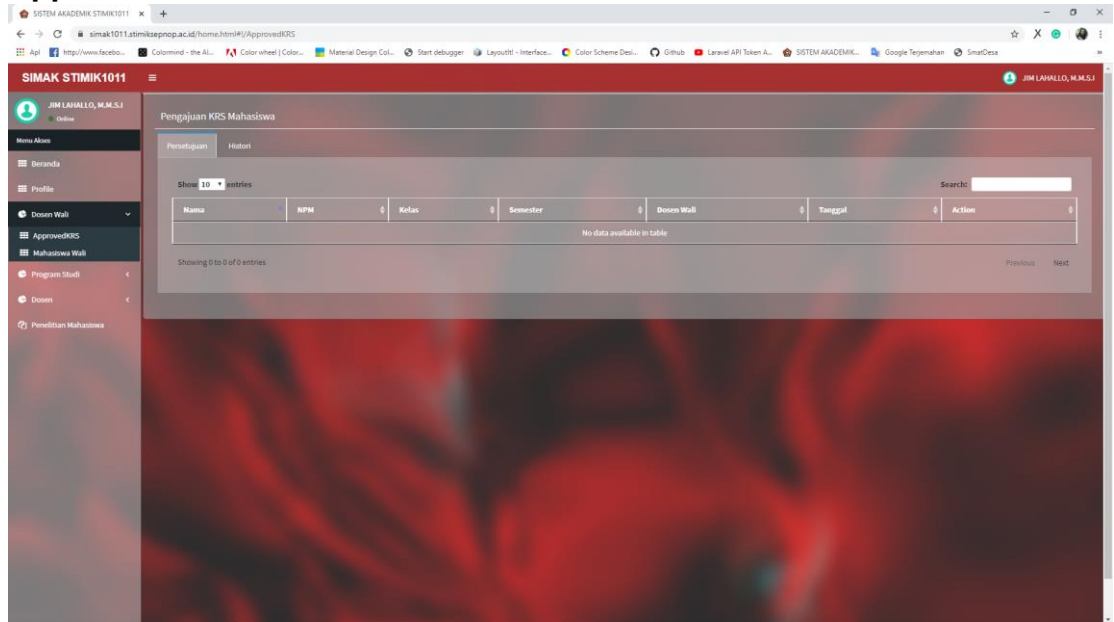 SISTEM AKADEMIK STIMIK1011
simak1011.stimiksepnop.ac.id/home.html#!/ApprovedKRS
Apl http://www.facebo... Colormind - the AI... Color wheel | Color... Material Design Col... Start debugger LayoutIt! - Interface... Color Scheme Desi... Github Laravel API Token A... SISTEM AKADEMIK... Google Terjemahan SmatDesa
SIMAK STIMIK1011
JIM LAHALLO, M.M.S.I
JIM LAHALLO, M.M.S.I
Online
Menu Akses
Beranda
Profile
Dosen Wali
ApprovedKRS
Mahasiswa Wali
Program Studi
Dosen
Penelitian Mahasiswa
Pengajuan KRS Mahasiswa
Persetujuan Histori
Show 10 entries Search:
Nama NPM Kelas Semester Dosen Wali Tanggal Action
No data available in table
Showing 0 to 0 of 0 entries Previous Next